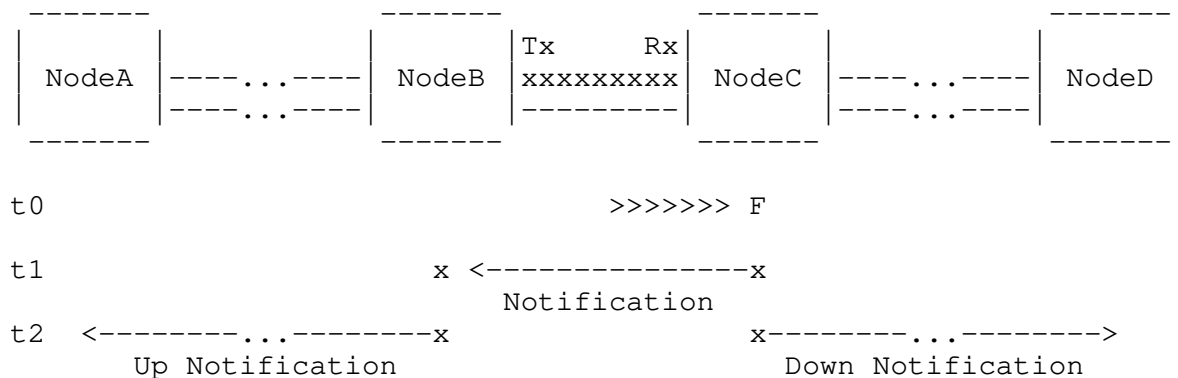 -------               -------            -------              -------
|       |             |       |Tx     Rx|       |            |       |
| NodeA |----...----| NodeB |xxxxxxxxx| NodeC |----...----| NodeD |
|       |----...----|       |---------|       |----...----|       |
 -------               -------            -------              -------
t0 >>>>>>> F
t1 x <---------------x
Notification
t2 <--------...--------x x--------...-------->
Up Notification Down Notification